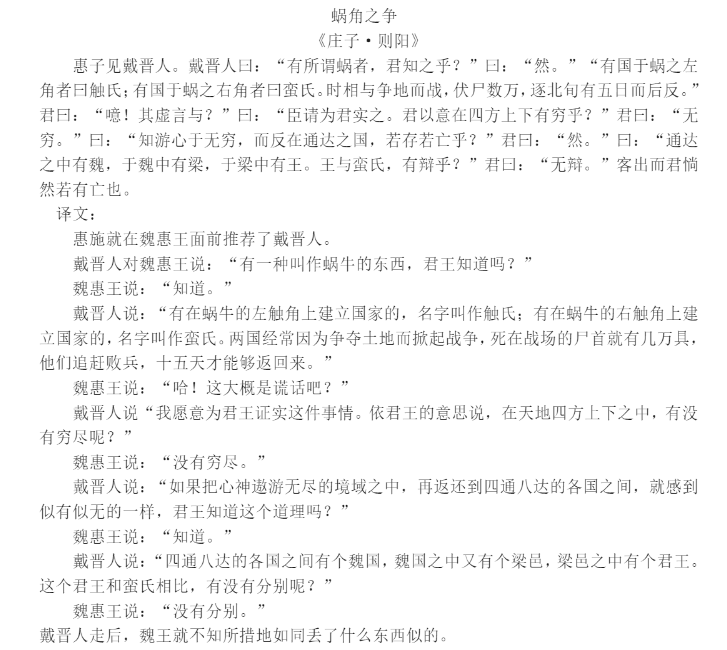 蜗角之争
《庄子·则阳》
惠子见戴晋人。戴晋人曰：“有所谓蜗者，君知之乎？”曰：“然。”“有国于蜗之左
角者曰触氏；有国于蜗之右角者曰蛮氏。时相与争地而战，伏尸数万，逐北旬有五日而后反。”
君曰：“噫！其虚言与？”曰：“臣请为君实之。君以意在四方上下有穷乎？”君曰：“无
穷。”曰：“知游心于无穷，而反在通达之国，若存若亡乎？”君曰：“然。”曰：“通达
之中有魏，于魏中有梁，于梁中有王。王与蛮氏，有辩乎？”君曰：“无辩。”客出而君惝
然若有亡也。
译文：
惠施就在魏惠王面前推荐了戴晋人。
戴晋人对魏惠王说：“有一种叫作蜗牛的东西，君王知道吗？”
魏惠王说：“知道。”
戴晋人说：“有在蜗牛的左触角上建立国家的，名字叫作触氏；有在蜗牛的右触角上建
立国家的，名字叫作蛮氏。两国经常因为争夺土地而掀起战争，死在战场的尸首就有几万具，
他们追赶败兵，十五天才能够返回来。”
魏惠王说：“哈！这大概是谎话吧？”
戴晋人说“我愿意为君王证实这件事情。依君王的意思说，在天地四方上下之中，有没
有穷尽呢？”
魏惠王说：“没有穷尽。”
戴晋人说：“如果把心神遨游无尽的境域之中，再返还到四通八达的各国之间，就感到
似有似无的一样，君王知道这个道理吗？”
魏惠王说：“知道。”
戴晋人说：“四通八达的各国之间有个魏国，魏国之中又有个梁邑，梁邑之中有个君王。
这个君王和蛮氏相比，有没有分别呢？”
魏惠王说：“没有分别。”
戴晋人走后，魏王就不知所措地如同丢了什么东西似的。